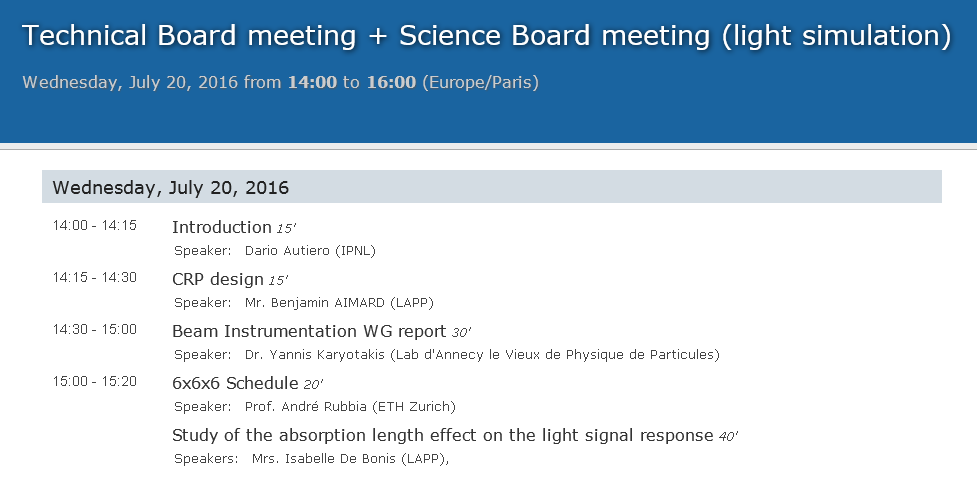 Technical Board meeting + Science Board meeting (light simulation)
Wednesday, July 20, 2016 from 14:00 to 16:00 (Europe/Paris)
Wednesday, July 20, 2016
14:00 - 14:15 Introduction 15'
Speaker: Dario Autiero (IPNL)
14:15 - 14:30 CRP design 15'
Speaker: Mr. Benjamin AIMARD (LAPP)
14:30 - 15:00 Beam Instrumentation WG report 30'
Speaker: Dr. Yannis Karyotakis (Lab d'Annecy le Vieux de Physique de Particules)
15:00 - 15:20 6x6x6 Schedule 20'
Speaker: Prof. André Rubbia (ETH Zurich)
Study of the absorption length effect on the light signal response 40'
Speakers: Mrs. Isabelle De Bonis (LAPP),